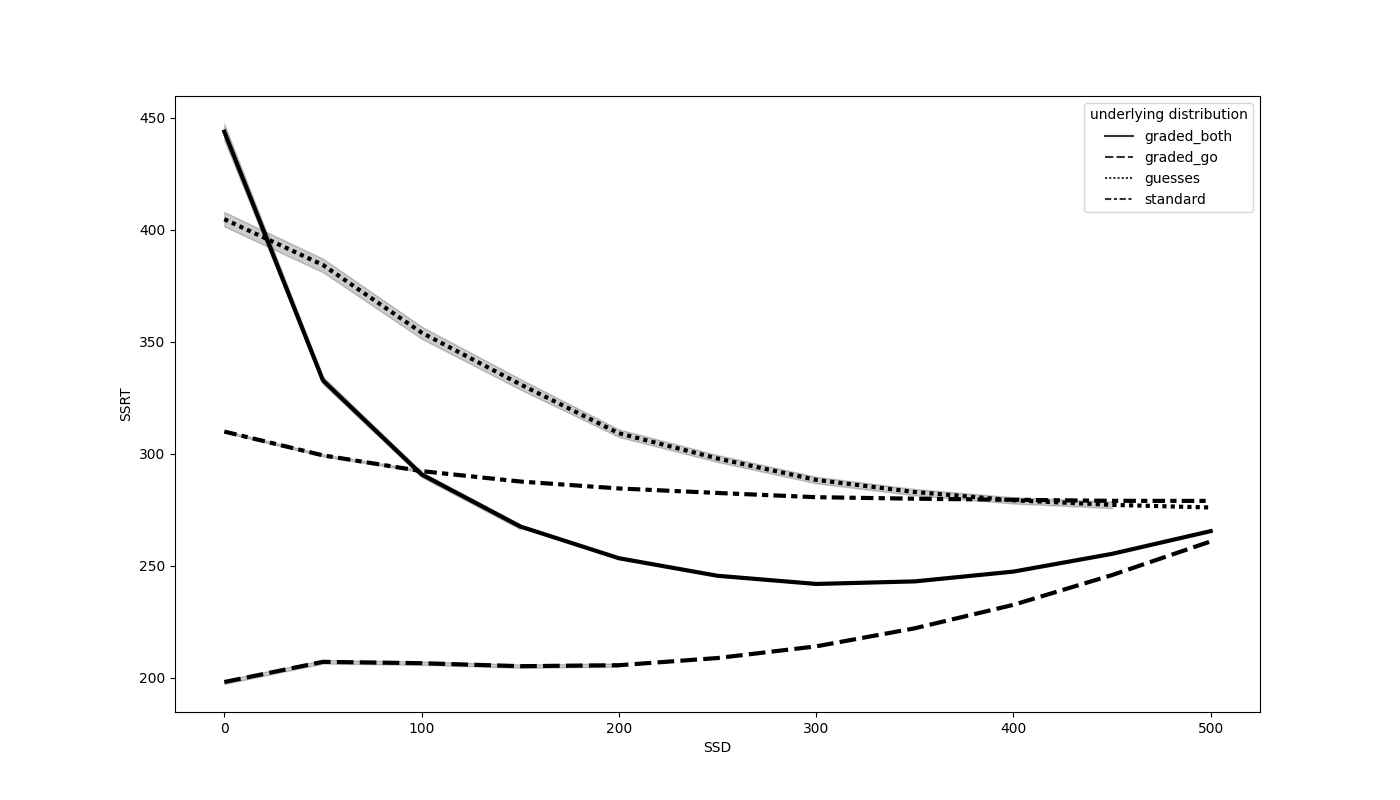 450
400
350
300
250
200
SSRT
0 100 200 300 400 500
SSD
underlying distribution
graded_both
graded_go
guesses
standard